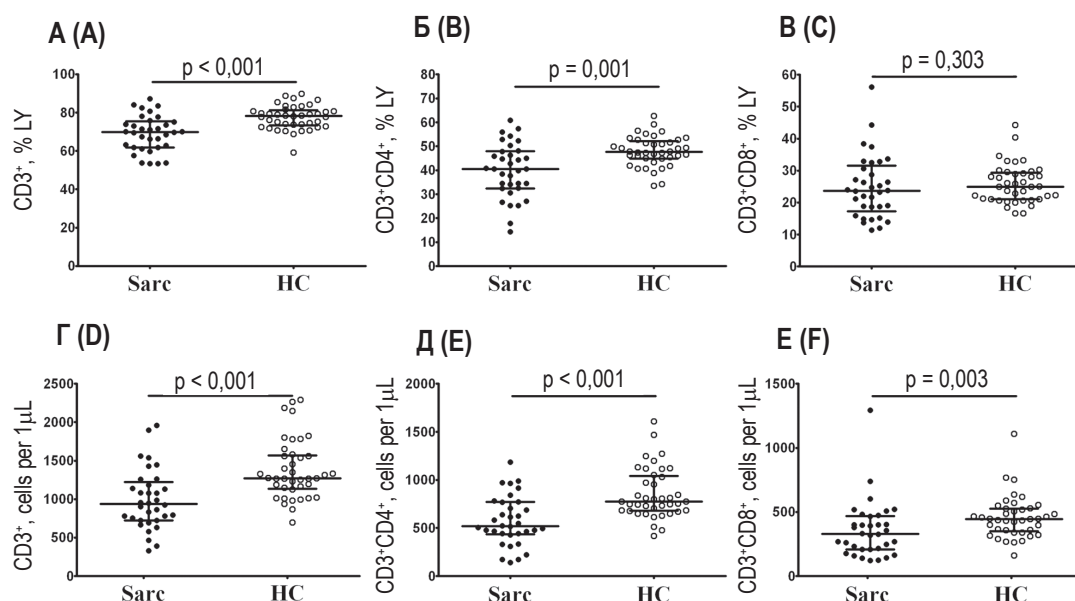 А (A)
p < 0,001
CD3⁺, % LY
100
80
60
40
20
0
Sarc HC
Б (B)
p = 0,001
CD3⁺CD4⁺, % LY
80
70
60
50
40
30
20
10
0
Sarc HC
В (C)
p = 0,303
CD3⁺CD8⁺, % LY
60
50
40
30
20
10
0
Sarc HC
Г (D)
p < 0,001
CD3⁺, cells per 1μL
2500
2000
1500
1000
500
0
Sarc HC
Д (E)
p < 0,001
CD3⁺CD4⁺, cells per 1μL
2000
1500
1000
500
0
Sarc HC
Е (F)
p = 0,003
CD3⁺CD8⁺, cells per 1μL
1500
1000
500
0
Sarc HC